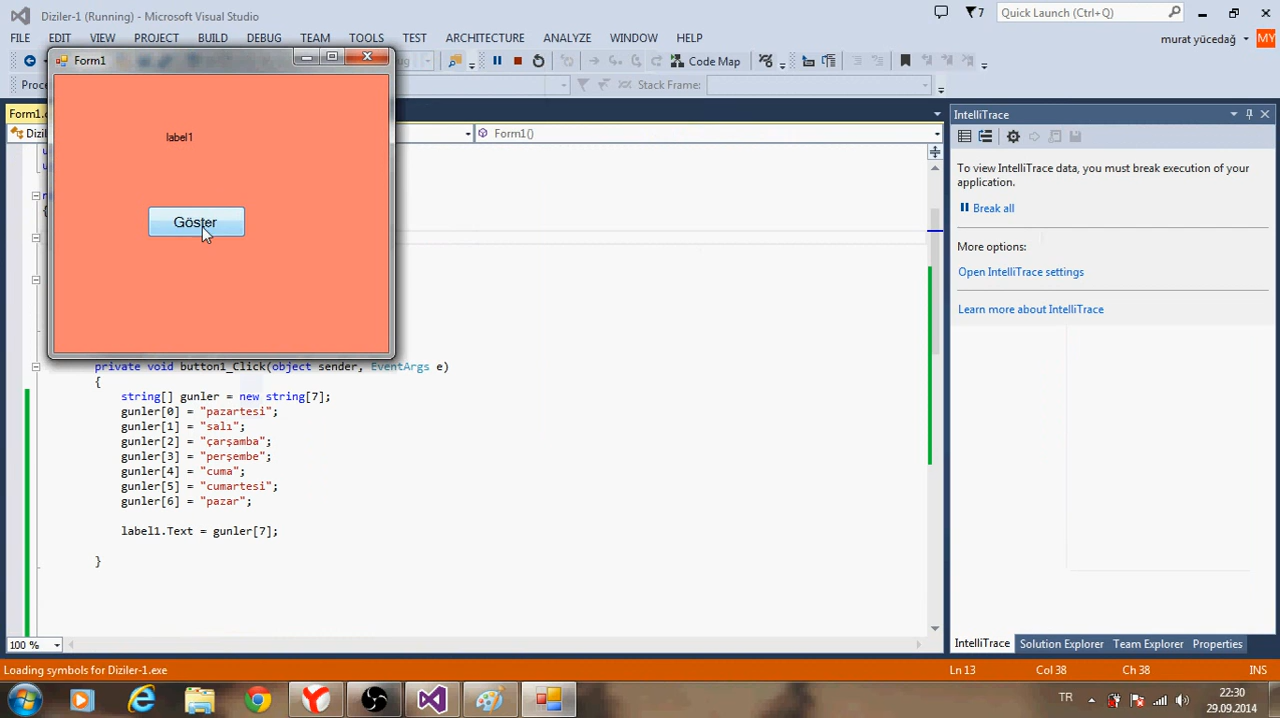 Diziler-1 (Running) - Microsoft Visual Studio
7
Quick Launch (Ctrl+Q)
FILE EDIT VIEW PROJECT BUILD DEBUG TEAM TOOLS TEST ARCHITECTURE ANALYZE WINDOW HELP
murat yücedağ MY
Form1
Code Map
Proce
Stack Frame:
Form1.c
Diziler
Form1()
label1
Göster
private void button1_Click(object sender, EventArgs e)
{
string[] gunler = new string[7];
gunler[0] = "pazartesi";
gunler[1] = "salı";
gunler[2] = "çarşamba";
gunler[3] = "perşembe";
gunler[4] = "cuma";
gunler[5] = "cumartesi";
gunler[6] = "pazar";
label1.Text = gunler[7];
}
100 %
IntelliTrace
To view IntelliTrace data, you must break execution of your
application.
Break all
More options:
Open IntelliTrace settings
Learn more about IntelliTrace
IntelliTrace Solution Explorer Team Explorer Properties
Loading symbols for Diziler-1.exe
Ln 13 Col 38 Ch 38 INS
TR
22:30
29.09.2014